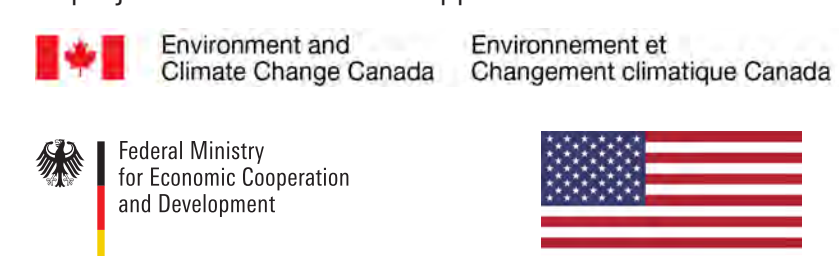 Environment and
Climate Change Canada
Environnement et
Changement climatique Canada
Federal Ministry
for Economic Cooperation
and Development